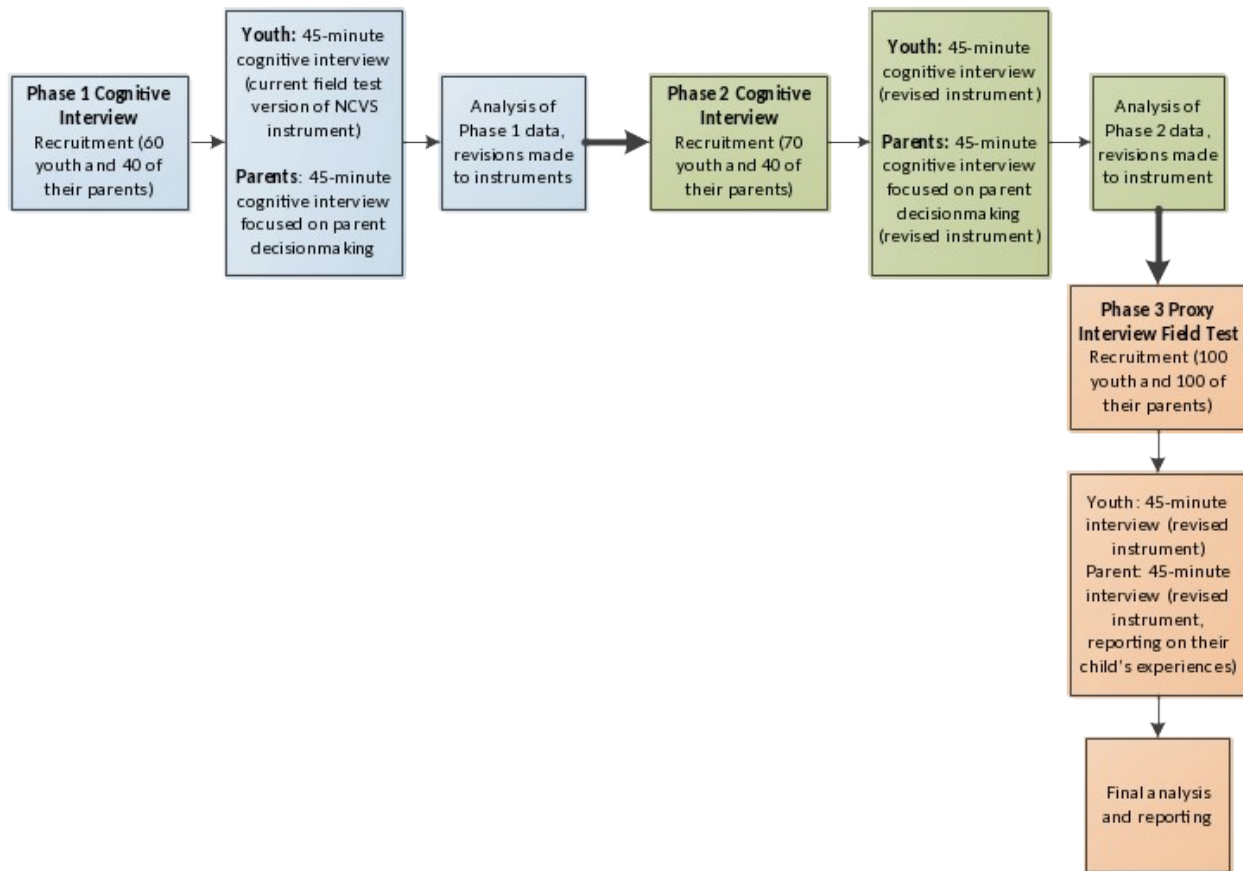 Phase 1 Cognitive
Interview
Recruitment (60
youth and 40 of
their parents)
Youth: 45-minute
cognitive interview
(current field test
version of NCVS
instrument)
Parents: 45-minute
cognitive interview
focused on parent
decisionmaking
Analysis of
Phase 1 data,
revisions made
to instruments
Phase 2 Cognitive
Interview
Recruitment (70
youth and 40 of
their parents)
Youth: 45-minute
cognitive interview
(revised instrument)
Parents: 45-minute
cognitive interview
focused on parent
decisionmaking
(revised instrument)
Analysis of
Phase 2 data,
revisions made
to instrument
Phase 3 Proxy
Interview Field Test
Recruitment (100
youth and 100 of
their parents)
Youth: 45-minute
interview (revised
instrument)
Parent: 45-minute
interview (revised
instrument,
reporting on their
child's experiences)
Final analysis
and reporting